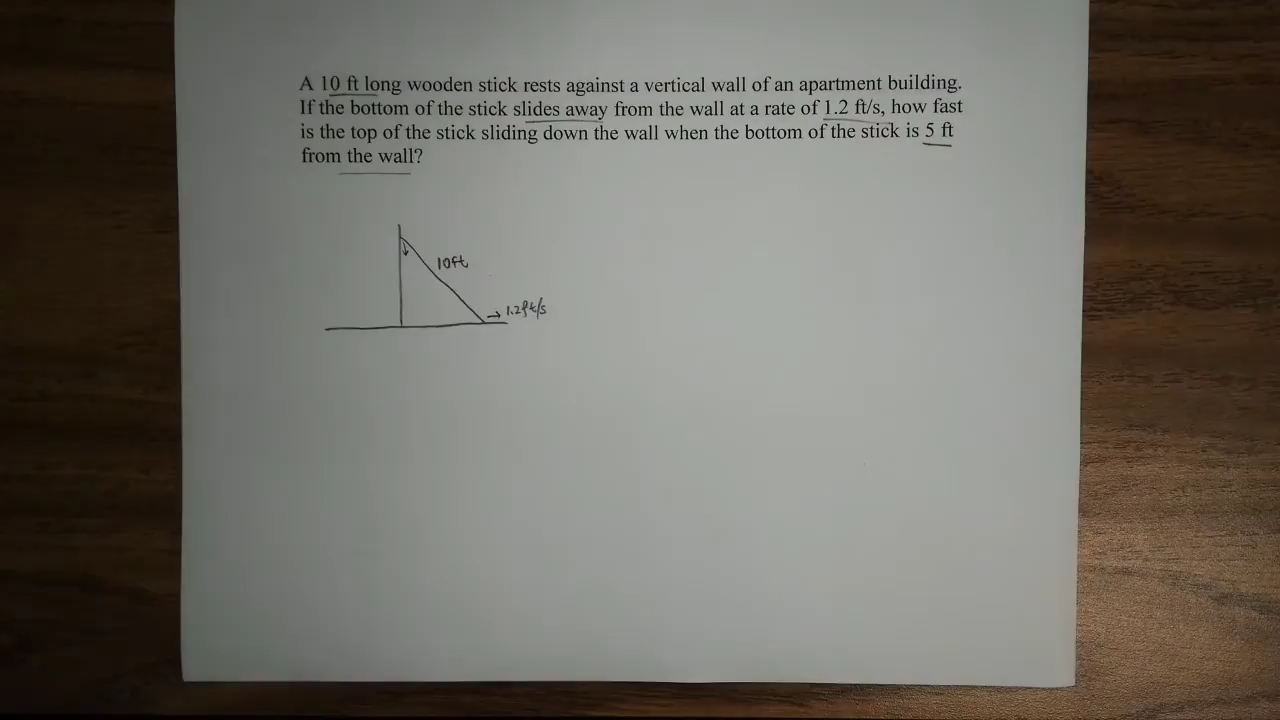 A 10 ft long wooden stick rests against a vertical wall of an apartment building.
If the bottom of the stick slides away from the wall at a rate of 1.2 ft/s, how fast
is the top of the stick sliding down the wall when the bottom of the stick is 5 ft
from the wall?
10ft
1.2ft/s